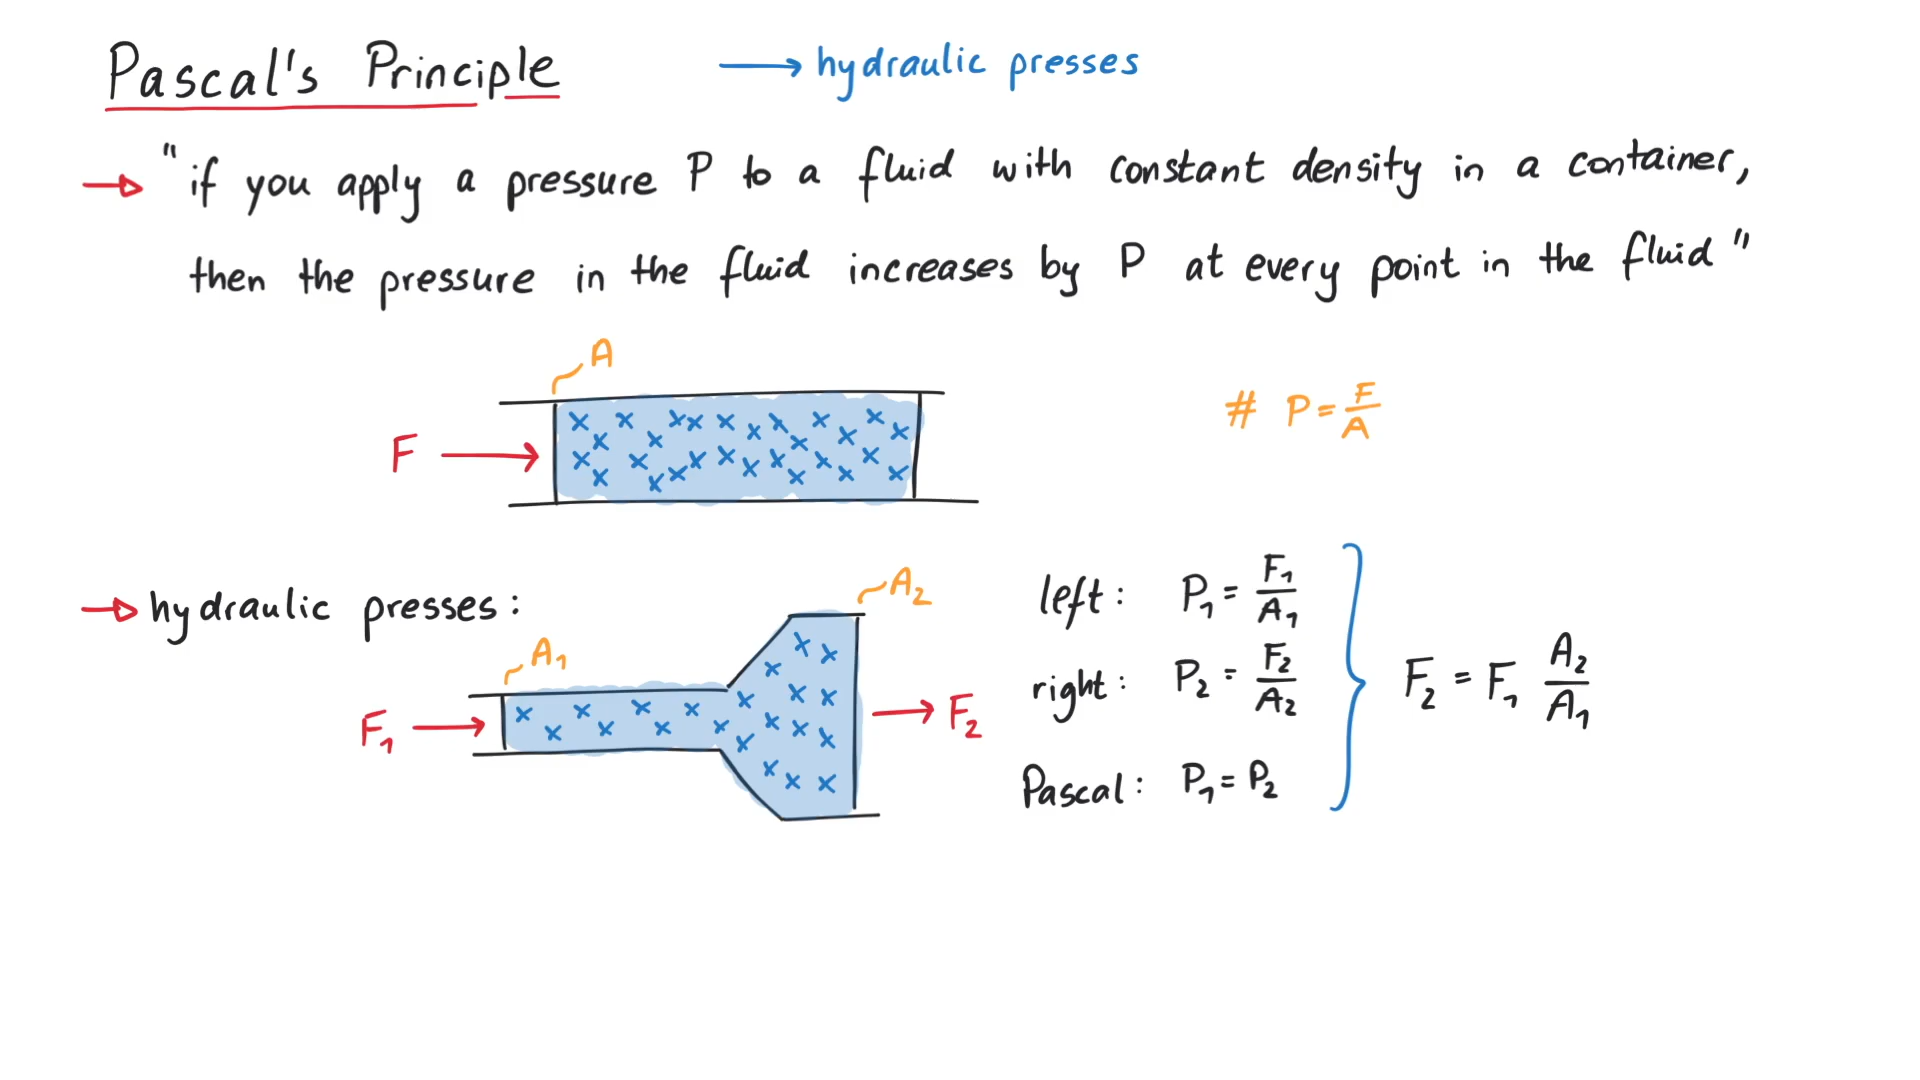 Pascal's Principle → hydraulic presses
→ "if you apply a pressure P to a fluid with constant density in a container,
then the pressure in the fluid increases by P at every point in the fluid"
A
F
# P = F/A
→ hydraulic presses:
A₁
A₂
F₁
F₂
left: P₁ = F₁/A₁
right: P₂ = F₂/A₂
Pascal: P₁ = P₂
F₂ = F₁ A₂/A₁